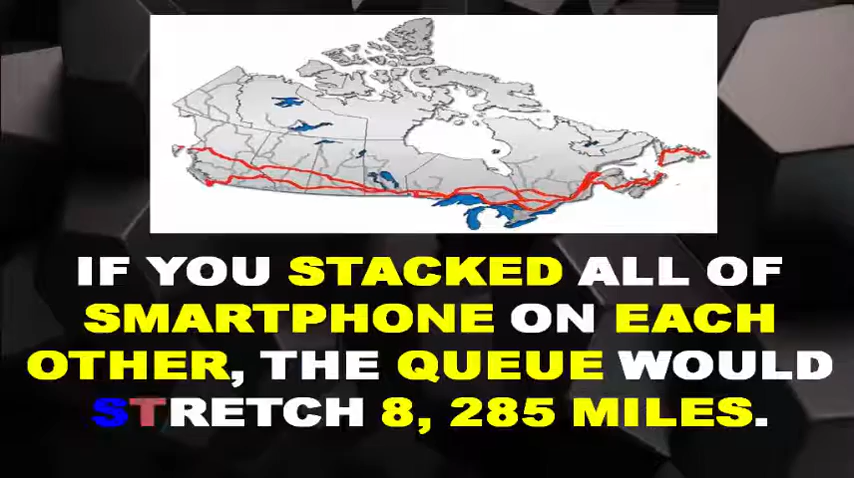 IF YOU STACKED ALL OF
SMARTPHONE ON EACH
OTHER, THE QUEUE WOULD
STRETCH 8, 285 MILES.